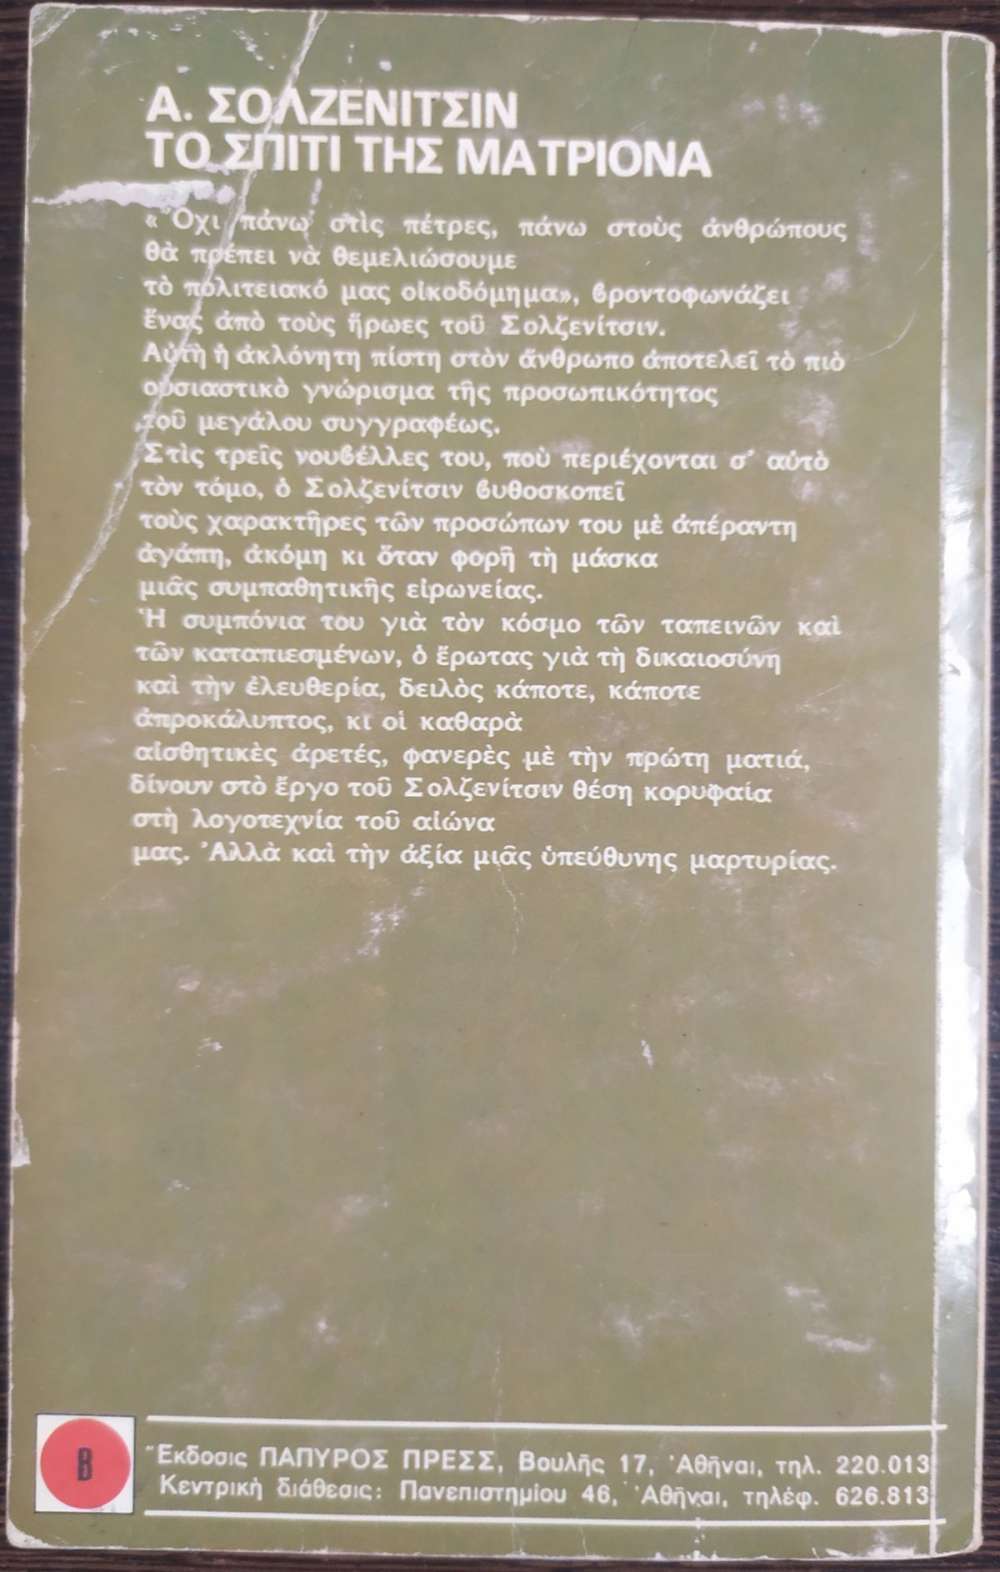 Α. ΣΟΛΖΕΝΙΤΣΙΝ
ΤΟ ΣΠΙΤΙ ΤΗΣ ΜΑΤΡΙΟΝΑ
«Ὄχι πάνω στὶς πέτρες, πάνω στοὺς ἀνθρώπους
θὰ πρέπει νὰ θεμελιώσουμε
τὸ πολιτειακό μας οἰκοδόμημα», βροντοφωνάζει
ἕνας ἀπὸ τοὺς ἥρωες τοῦ Σολζενίτσιν.
Αὐτὴ ἡ ἀκλόνητη πίστη στὸν ἄνθρωπο ἀποτελεῖ τὸ πιὸ
οὐσιαστικὸ γνώρισμα τῆς προσωπικότητος
τοῦ μεγάλου συγγραφέως.
Στὶς τρεῖς νουβέλλες του, ποὺ περιέχονται σ' αὐτὸ
τὸν τόμο, ὁ Σολζενίτσιν βυθοσκοπεῖ
τοὺς χαρακτῆρες τῶν προσώπων του μὲ ἀπέραντη
ἀγάπη, ἀκόμη κι ὅταν φορῆ τὴ μάσκα
μιᾶς συμπαθητικῆς εἰρωνείας.
Ἡ συμπόνια του γιὰ τὸν κόσμο τῶν ταπεινῶν καὶ
τῶν καταπιεσμένων, ὁ ἔρωτας γιὰ τὴ δικαιοσύνη
καὶ τὴν ἐλευθερία, δειλὸς κάποτε, κάποτε
ἀπροκάλυπτος, κι οἱ καθαρὰ
αἰσθητικὲς ἀρετές, φανερὲς μὲ τὴν πρώτη ματιά,
δίνουν στὸ ἔργο τοῦ Σολζενίτσιν θέση κορυφαία
στὴ λογοτεχνία τοῦ αἰώνα
μας. Ἀλλὰ καὶ τὴν ἀξία μιᾶς ὑπεύθυνης μαρτυρίας.
Β
Ἔκδοσις ΠΑΠΥΡΟΣ ΠΡΕΣΣ, Βουλῆς 17, Ἀθῆναι, τηλ. 220.013
Κεντρικὴ διάθεσις: Πανεπιστημίου 46, Ἀθῆναι, τηλέφ. 626.813